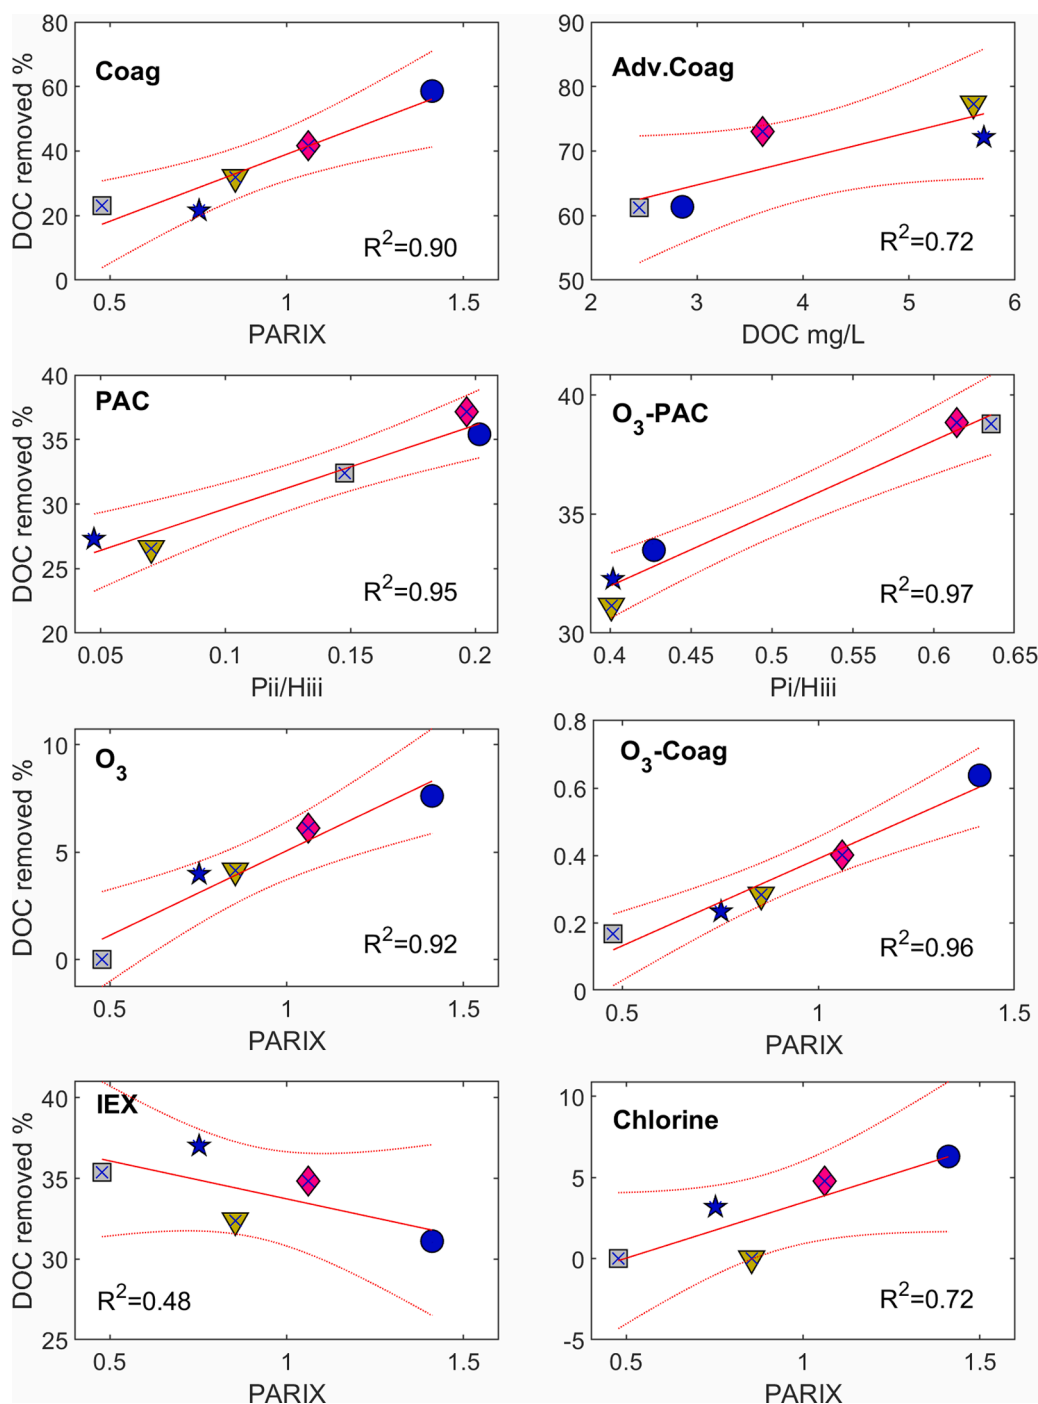 Coag
DOC removed %
80
60
40
20
0
R2=0.90
0.5
1
1.5
PARIX
Adv.Coag
90
80
70
60
50
R2=0.72
2
3
4
5
6
DOC mg/L
PAC
DOC removed %
40
35
30
25
20
R2=0.95
0.05
0.1
0.15
0.2
Pii/Hiii
O3-PAC
40
35
30
R2=0.97
0.4
0.45
0.5
0.55
0.6
0.65
Pi/Hiii
O3
DOC removed %
10
5
0
R2=0.92
0.5
1
1.5
PARIX
O3-Coag
0.8
0.6
0.4
0.2
0
R2=0.96
0.5
1
1.5
PARIX
IEX
DOC removed %
40
35
30
25
R2=0.48
0.5
1
1.5
PARIX
Chlorine
10
5
0
-5
R2=0.72
0.5
1
1.5
PARIX